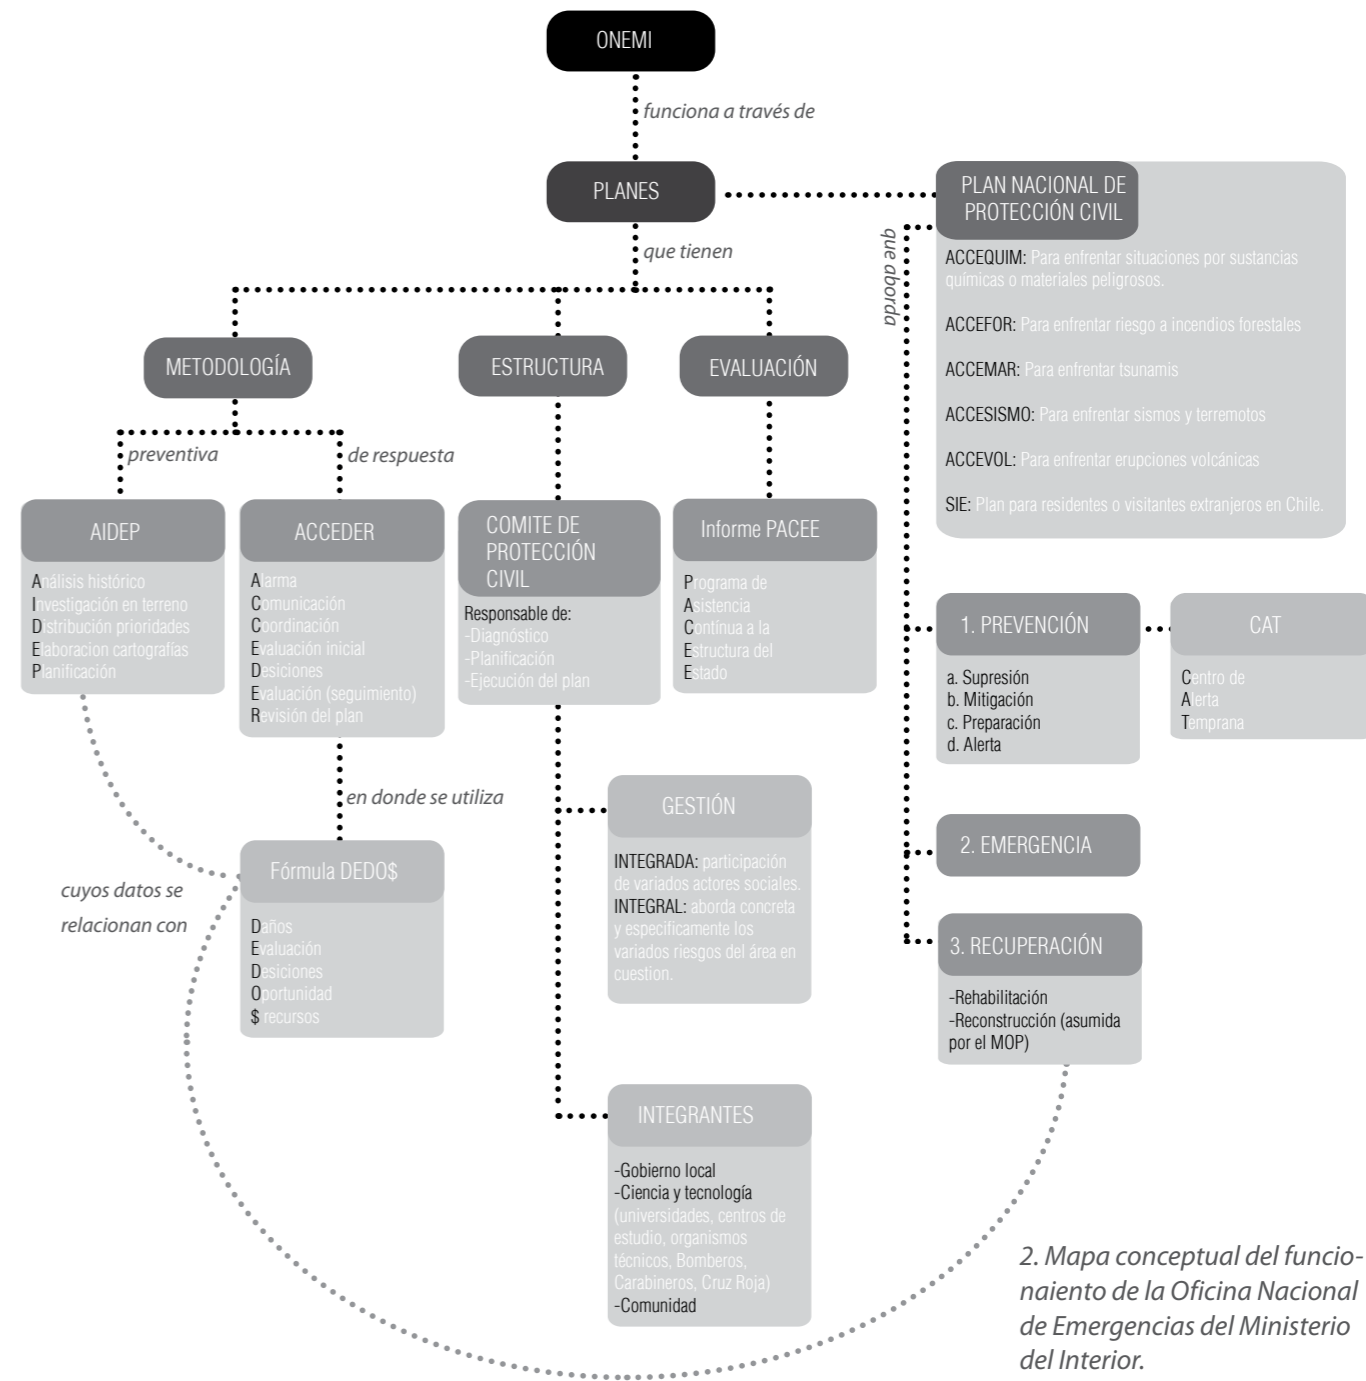 ONEMI
funciona a través de
PLANES
que tienen
METODOLOGÍA
ESTRUCTURA
EVALUACIÓN
preventiva
de respuesta
AIDEP
Análisis histórico
Investigación en terreno
Distribución prioridades
Elaboracion cartografías
Planificación
ACCEDER
Alarma
Comunicación
Coordinación
Evaluación inicial
Desiciones
Evaluación (seguimiento)
Revisión del plan
COMITE DE
PROTECCIÓN
CIVIL
Responsable de:
-Diagnóstico
-Planificación
-Ejecución del plan
Informe PACEE
Programa de
Asistencia
Continua a la
Estructura del
Estado
en donde se utiliza
cuyos datos se
relacionan con
Fórmula DEDO$
Daños
Evaluación
Desiciones
Oportunidad
$ recursos
GESTIÓN
INTEGRADA: participación
de variados actores sociales.
INTEGRAL: aborda concreta
y especificamente los
variados riesgos del área en
cuestion.
INTEGRANTES
-Gobierno local
-Ciencia y tecnología
(universidades, centros de
estudio, organismos
técnicos, Bomberos,
Carabineros, Cruz Roja)
-Comunidad
PLAN NACIONAL DE
PROTECCIÓN CIVIL
ACCEQUIM: Para enfrentar situaciones por sustancias
químicas o materiales peligrosos.
ACCEFOR: Para enfrentar riesgo a incendios forestales
ACCEMAR: Para enfrentar tsunamis
ACCESISMO: Para enfrentar sismos y terremotos
ACCEVOL: Para enfrentar erupciones volcánicas
SIE: Plan para residentes o visitantes extranjeros en Chile.
que aborda
1. PREVENCIÓN
a. Supresión
b. Mitigación
c. Preparación
d. Alerta
CAT
Centro de
Alerta
Temprana
2. EMERGENCIA
3. RECUPERACIÓN
-Rehabilitación
-Reconstrucción (asumida
por el MOP)
2. Mapa conceptual del funcio-
naiento de la Oficina Nacional
de Emergencias del Ministerio
del Interior.